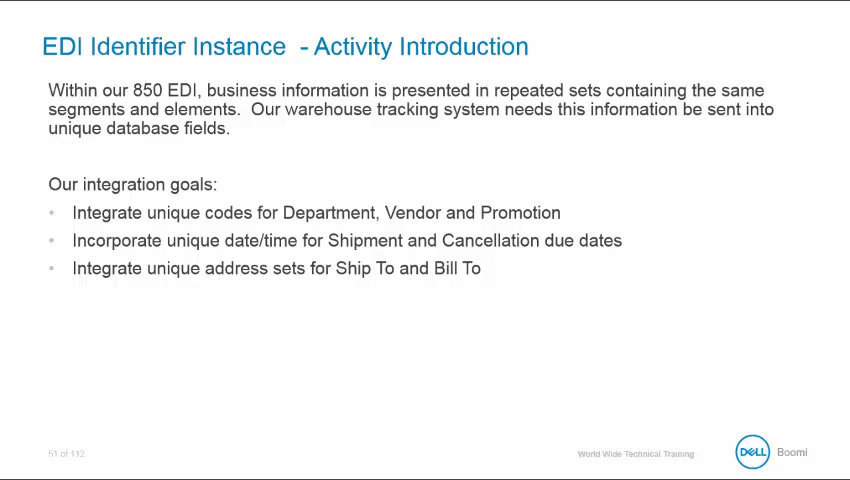 EDI Identifier Instance - Activity Introduction
Within our 850 EDI, business information is presented in repeated sets containing the same
segments and elements. Our warehouse tracking system needs this information be sent into
unique database fields.
Our integration goals:
• Integrate unique codes for Department, Vendor and Promotion
• Incorporate unique date/time for Shipment and Cancellation due dates
• Integrate unique address sets for Ship To and Bill To
51 of 112
World Wide Technical Training
DELL
Boomi